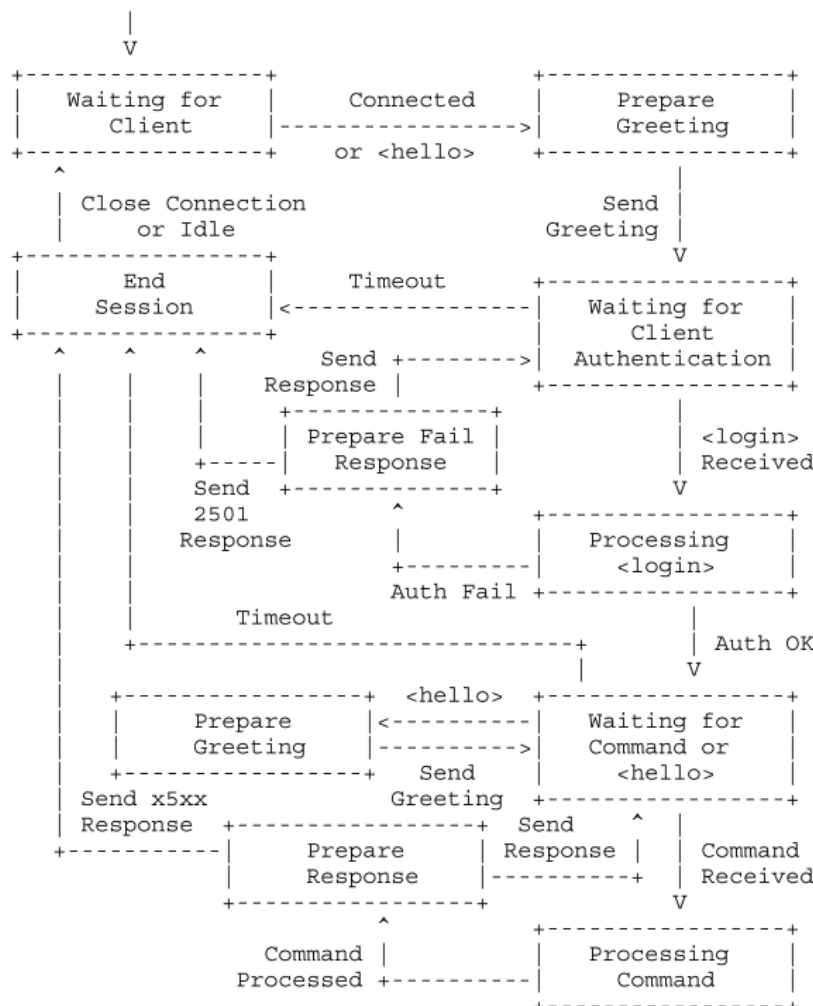 Waiting for Connected Prepare
Client Greeting
or <hello>
Close Connection Send
or Idle Greeting
End Timeout Waiting for
Session Client
Send Authentication
Response
Prepare Fail <login>
Response Received
Send
2501
Response Processing
<login>
Auth Fail
Timeout
Auth OK
<hello>
Prepare Waiting for
Greeting Command or
Send <hello>
Send x5xx Greeting
Response Send
Prepare Response Command
Response Received
Command Processing
Processed Command